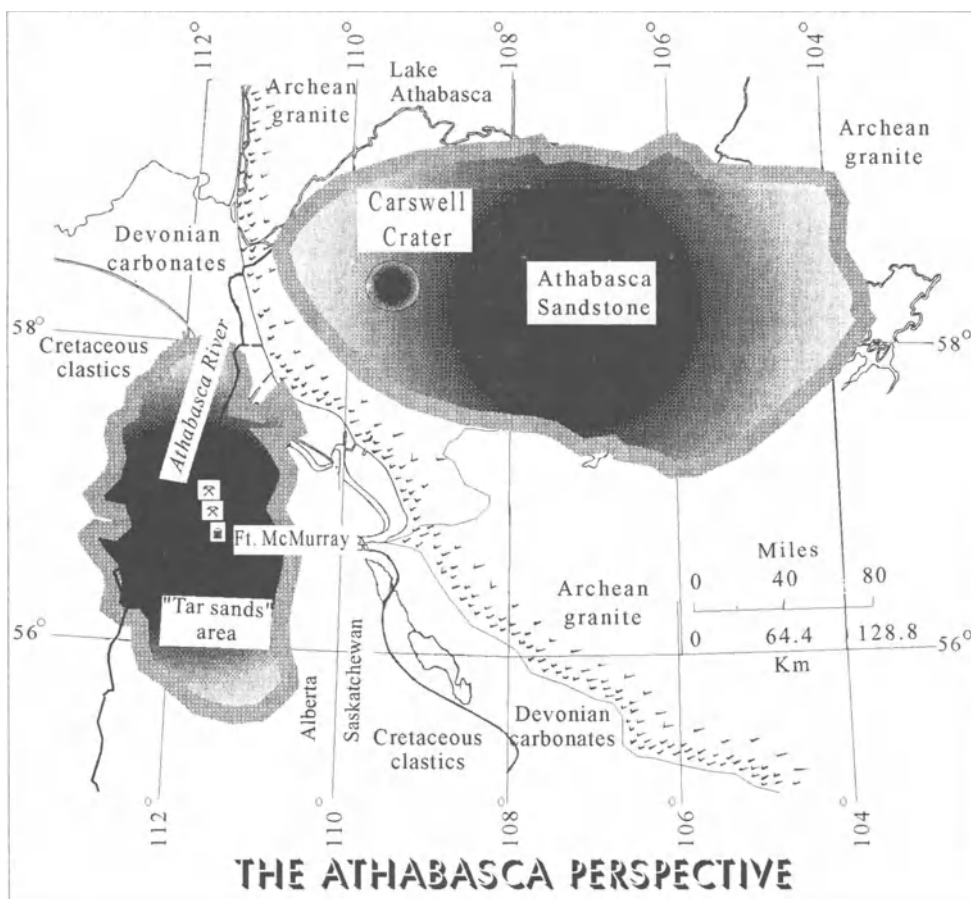 112°
110°
108°
106°
104°
Archean
granite
Lake
Athabasca
Archean
granite
Carswell
Crater
Devonian
carbonates
Athabasca
Sandstone
58°
58°
Cretaceous
clastics
Athabasca River
Ft. McMurray
Miles
0 40 80
0 64.4 128.8
Km
Archean
granite
"Tar sands"
area
56°
56°
Alberta
Saskatchewan
Devonian
carbonates
Cretaceous
clastics
112°
110°
108°
106°
104°
THE ATHABASCA PERSPECTIVE